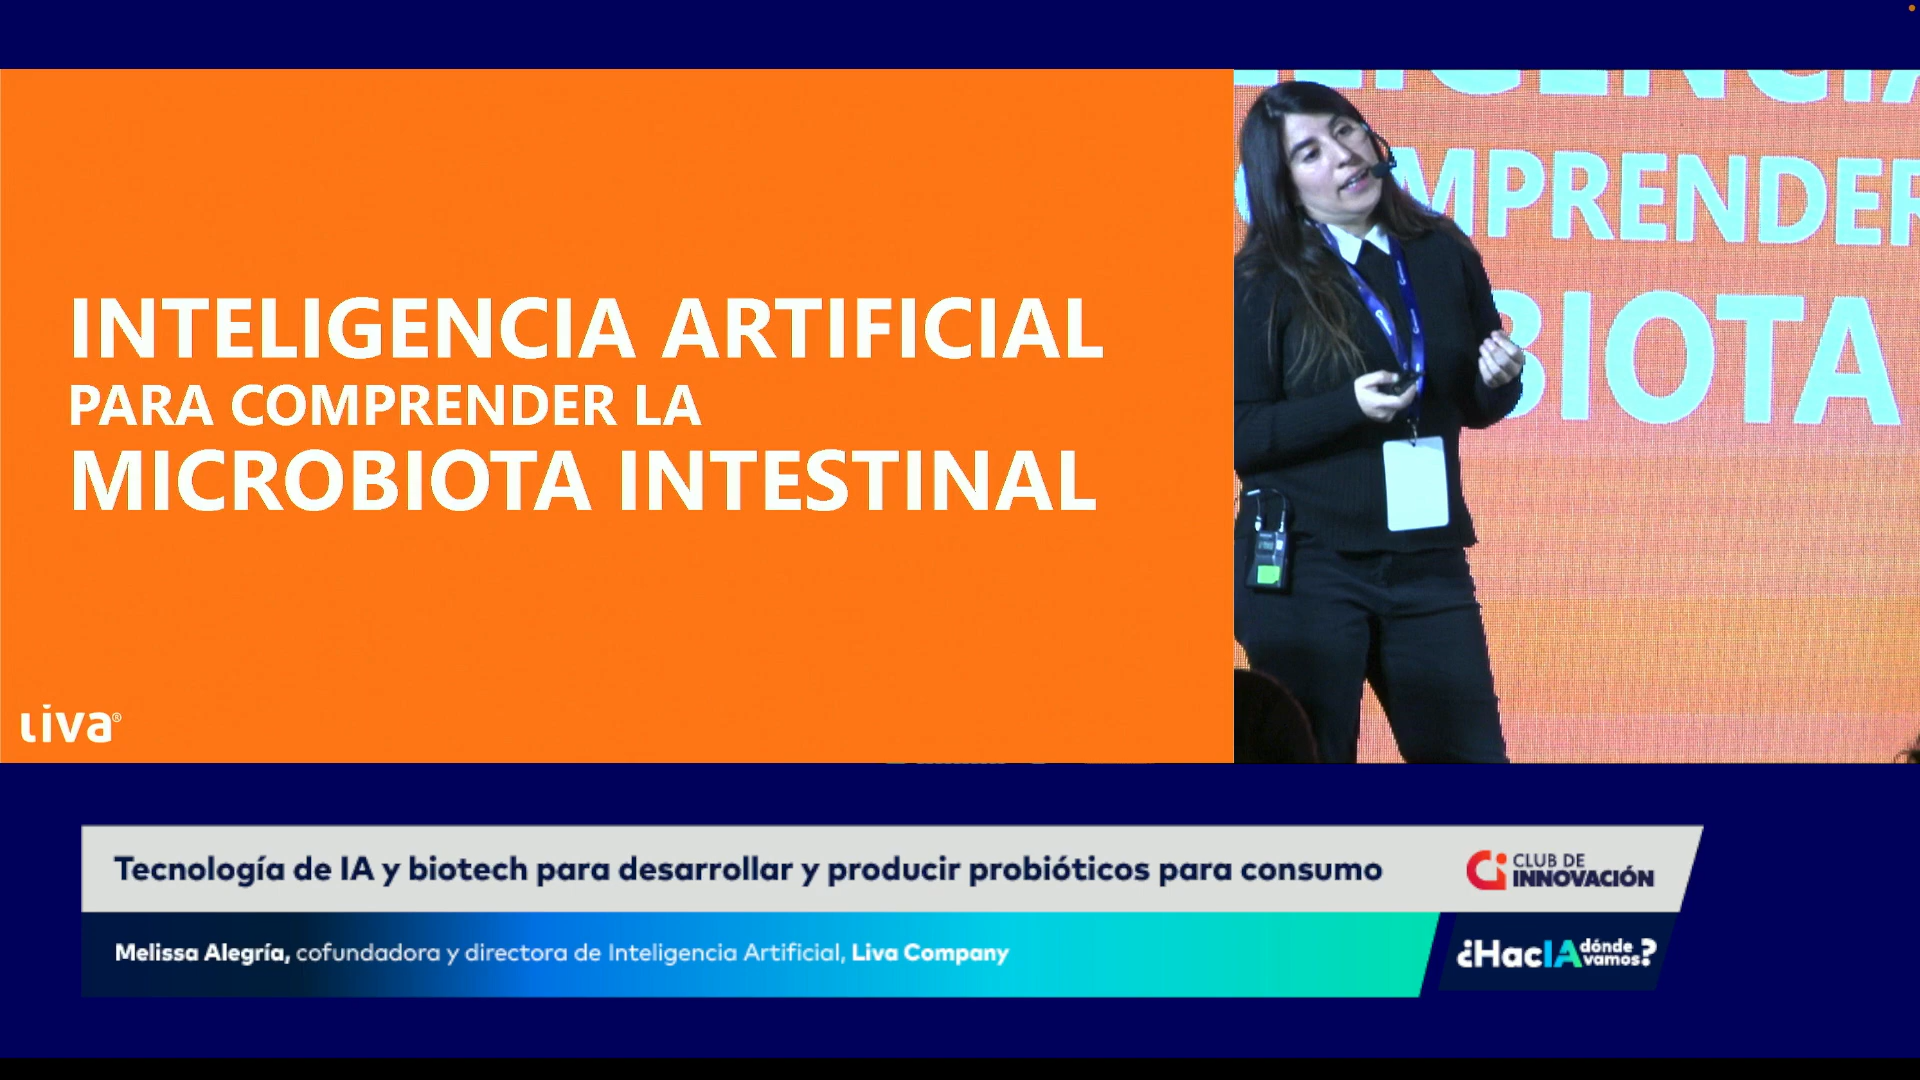 INTELIGENCIA ARTIFICIAL
PARA COMPRENDER LA
MICROBIOTA INTESTINAL
Liva®
MPRENDER
BIOTA
Tecnología de IA y biotech para desarrollar y producir probióticos para consumo
CLUB DE
INNOVACIÓN
Melissa Alegría, cofundadora y directora de Inteligencia Artificial, Liva Company
¿HacIA dónde vamos?